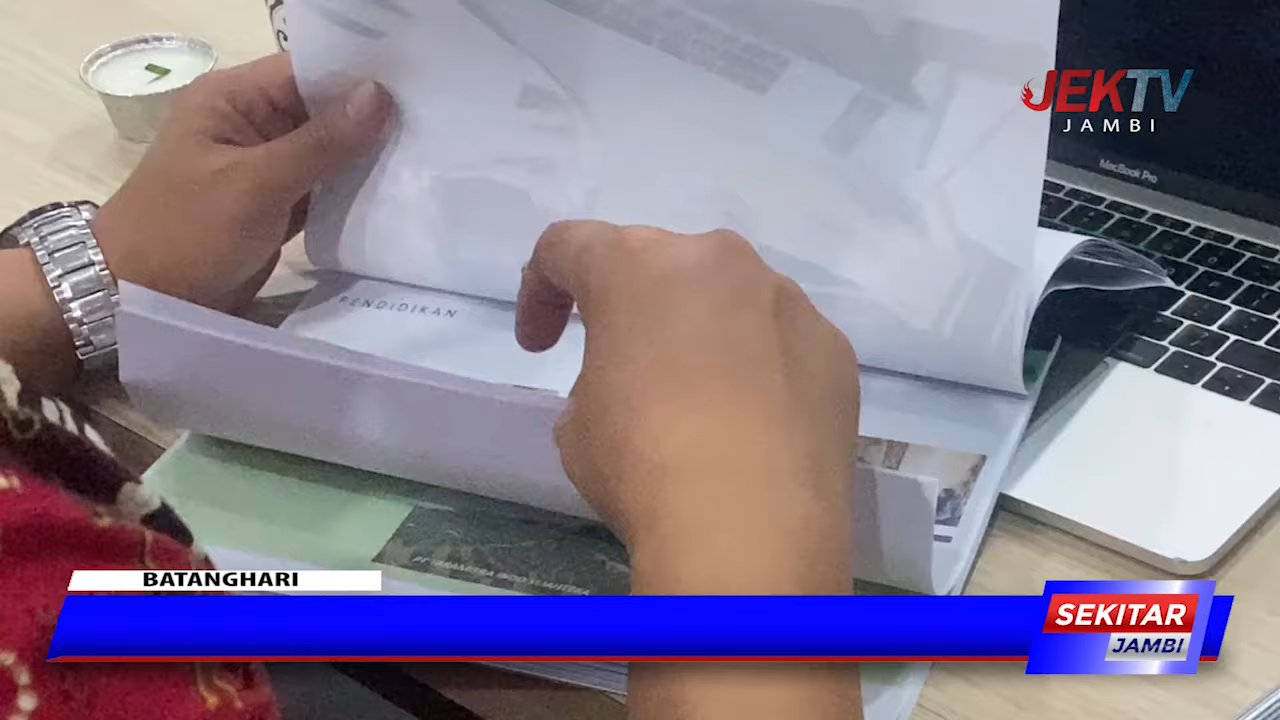 JEKTV
JAMBI
MacBook Pro
PENDIDIKAN
BATANGHARI
SEKITAR
JAMBI